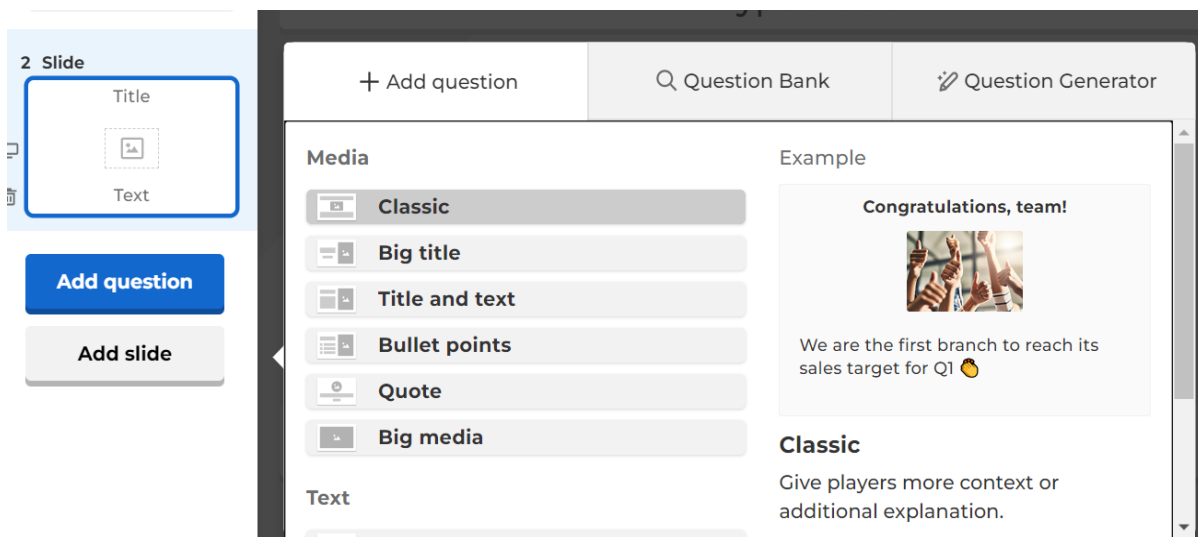 2 Slide
Title
Text
Add question
Add slide
Add question
Question Bank
Question Generator
Media
Classic
Big title
Title and text
Bullet points
Quote
Big media
Text
Example
Congratulations, team!
We are the first branch to reach its
sales target for Q1 👏
Classic
Give players more context or
additional explanation.